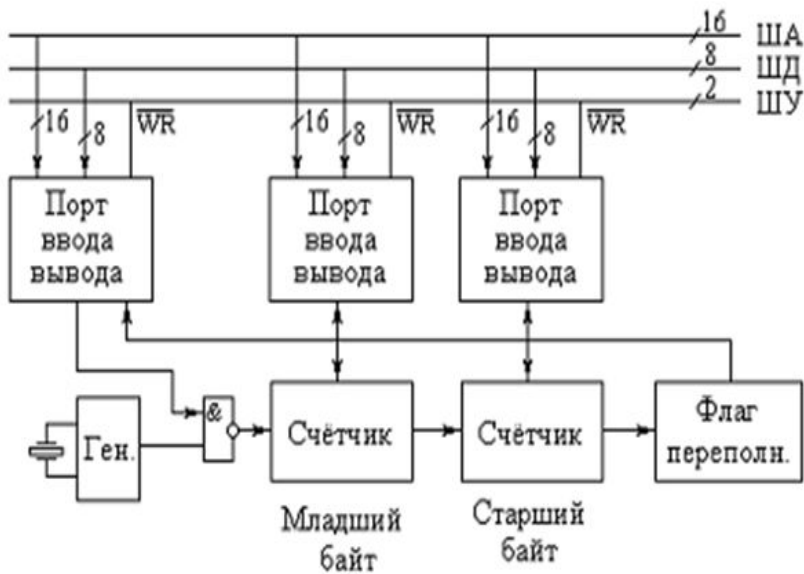 16 ША
8 ШД
2 ШУ
16 8 WR 16 8 WR 16 8 WR
Порт
ввода
вывода
Порт
ввода
вывода
Порт
ввода
вывода
Ген.
&
Счётчик
Счётчик
Флаг
переполн.
Младший
байт
Старший
байт